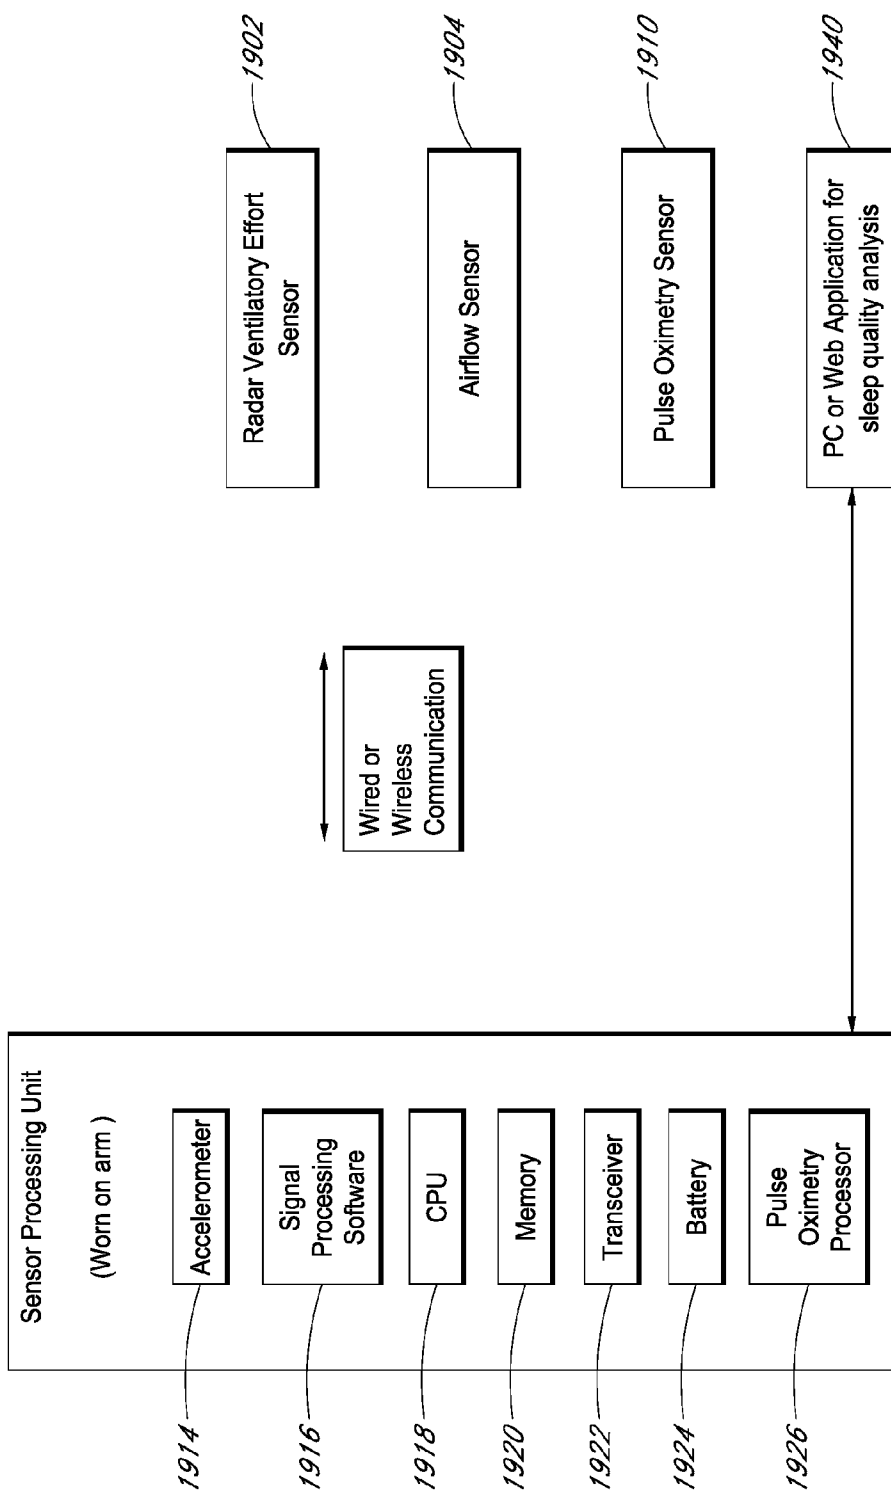 Sensor Processing Unit
(Worn on arm )
1914
Accelerometer
1916
Signal
Processing
Software
1918
CPU
1920
Memory
1922
Transceiver
1924
Battery
1926
Pulse
Oximetry
Processor
Wired or
Wireless
Communication
Radar Ventilatory Effort
Sensor
1902
Airflow Sensor
1904
Pulse Oximetry Sensor
1910
PC or Web Application for
sleep quality analysis
1940